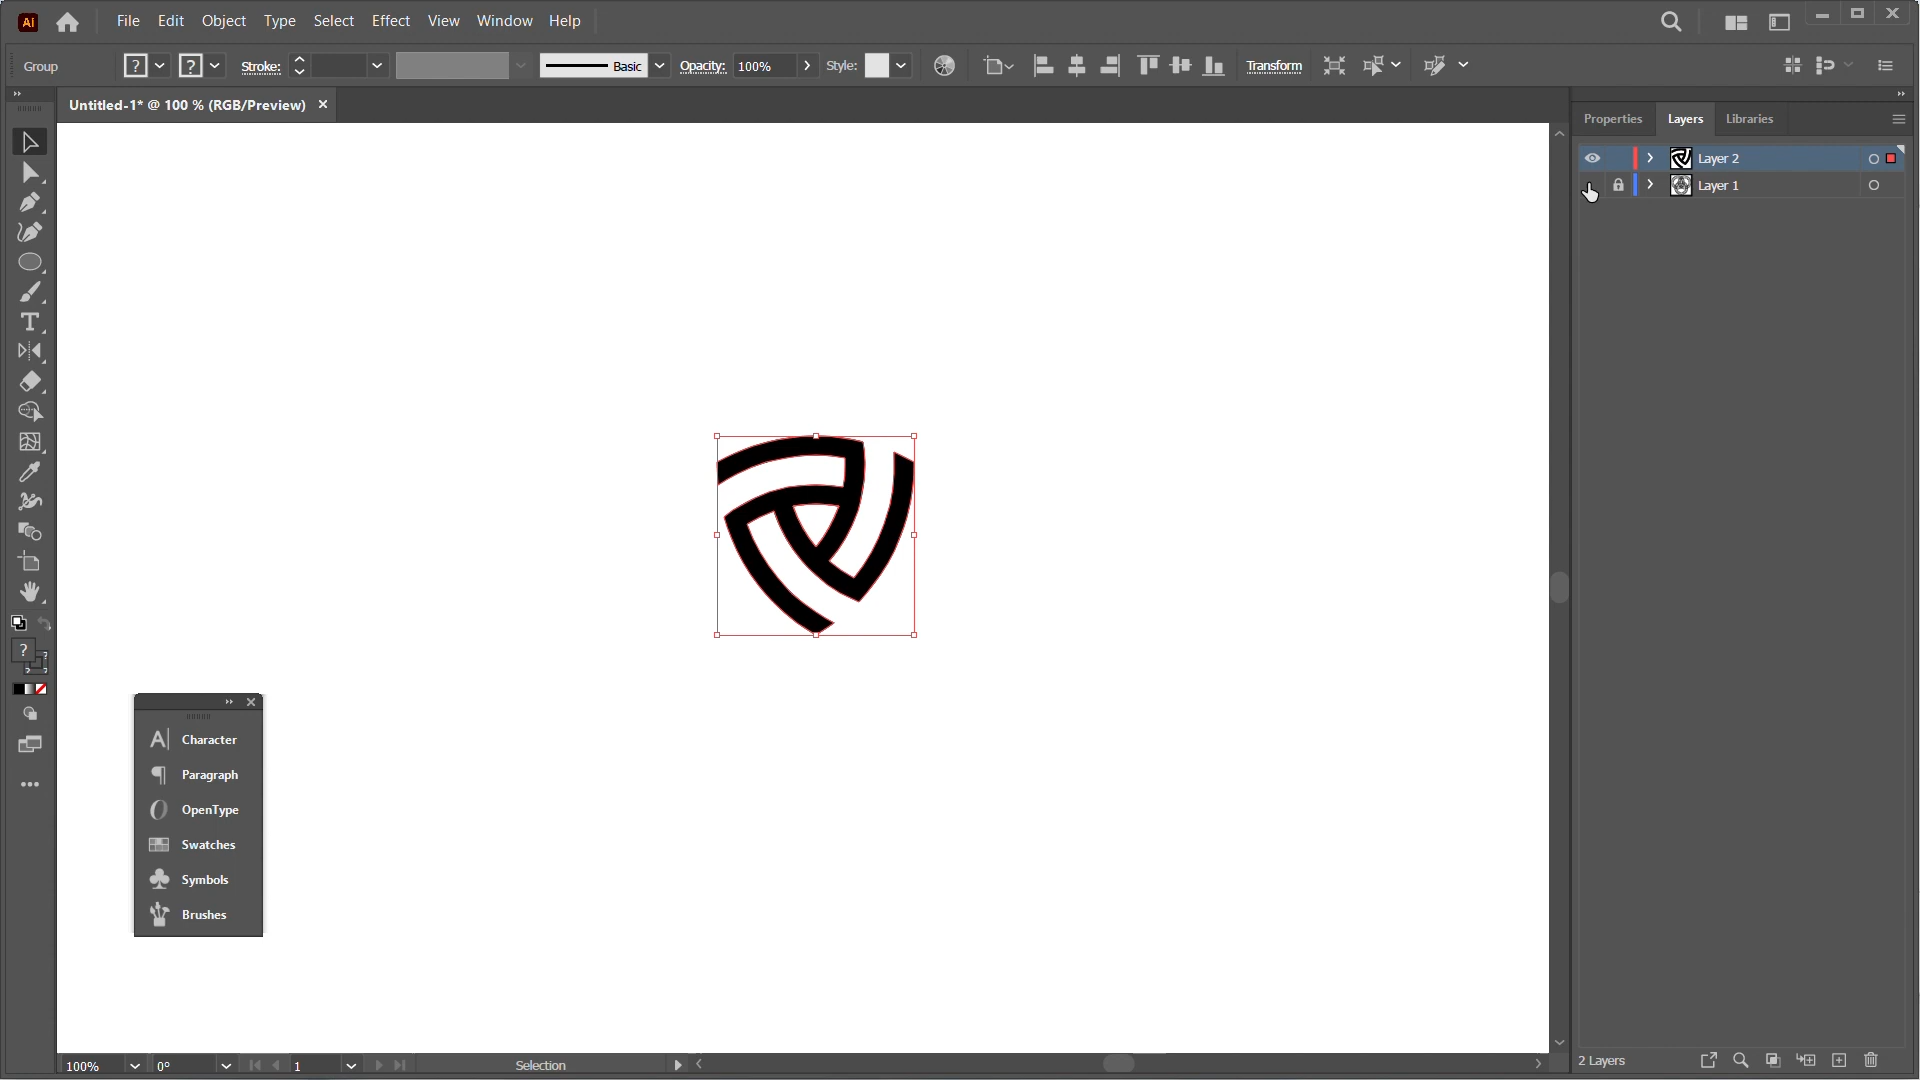 Ai File Edit Object Type Select Effect View Window Help
Group ? ? Stroke: Basic Opacity: 100% Style: Transform
Untitled-1* @ 100 % (RGB/Preview)
Properties Layers Libraries
Layer 2
Layer 1
?
Character
Paragraph
OpenType
Swatches
Symbols
Brushes
100% 0° 1 Selection
2 Layers